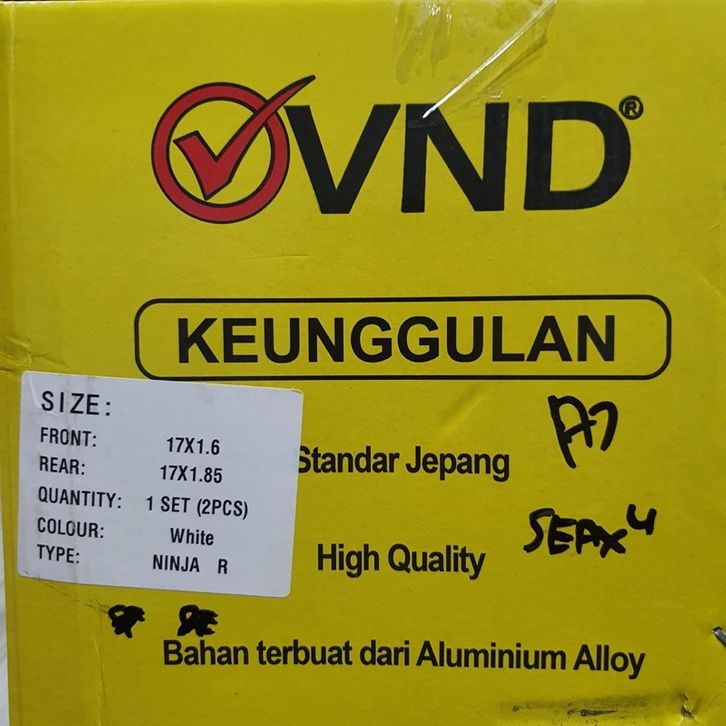 VND®
KEUNGGULAN
SIZE:
FRONT: 17X1.6
REAR: 17X1.85
QUANTITY: 1 SET (2PCS)
COLOUR: White
TYPE: NINJA R
Standar Jepang
High Quality
Bahan terbuat dari Aluminium Alloy